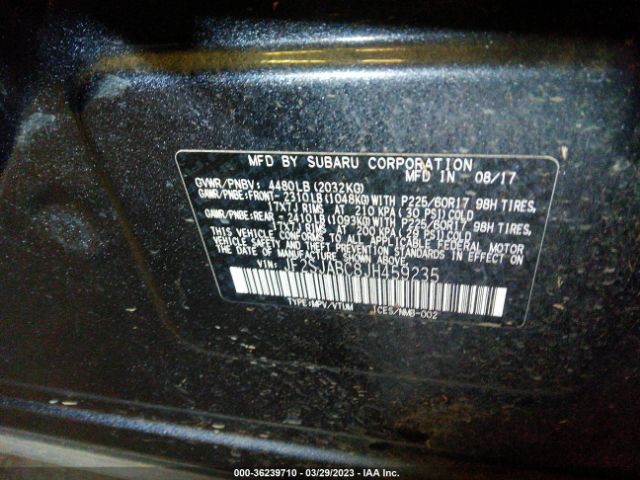 MFD BY SUBARU CORPORATION
MFD IN 08/17
GVWR/PNBV: 4480LB(2032KG)
GAWR/PNBE:FRONT- 2310LB(1048KG)WITH P225/60R17 98H TIRES,
17X7J RIMS AT 210 KPA(30 PSI)COLD
GAWR/PNBE:REAR - 2410LB(1093KG)WITH P225/60R17 98H TIRES,
17X7J RIMS AT 200 KPA(29 PSI)COLD
THIS VEHICLE CONFORMS TO ALL APPLICABLE FEDERAL MOTOR
VEHICLE SAFETY AND BUMPER STANDARDS IN EFFECT ON THE
DATE OF MANUFACTURE SHOWN ABOVE.
VIN: JF2SJABC8JH459235
TYPE:MPV/VTUM ICES/NMB-002
000-36239710 - 03/29/2023 - IAA Inc.